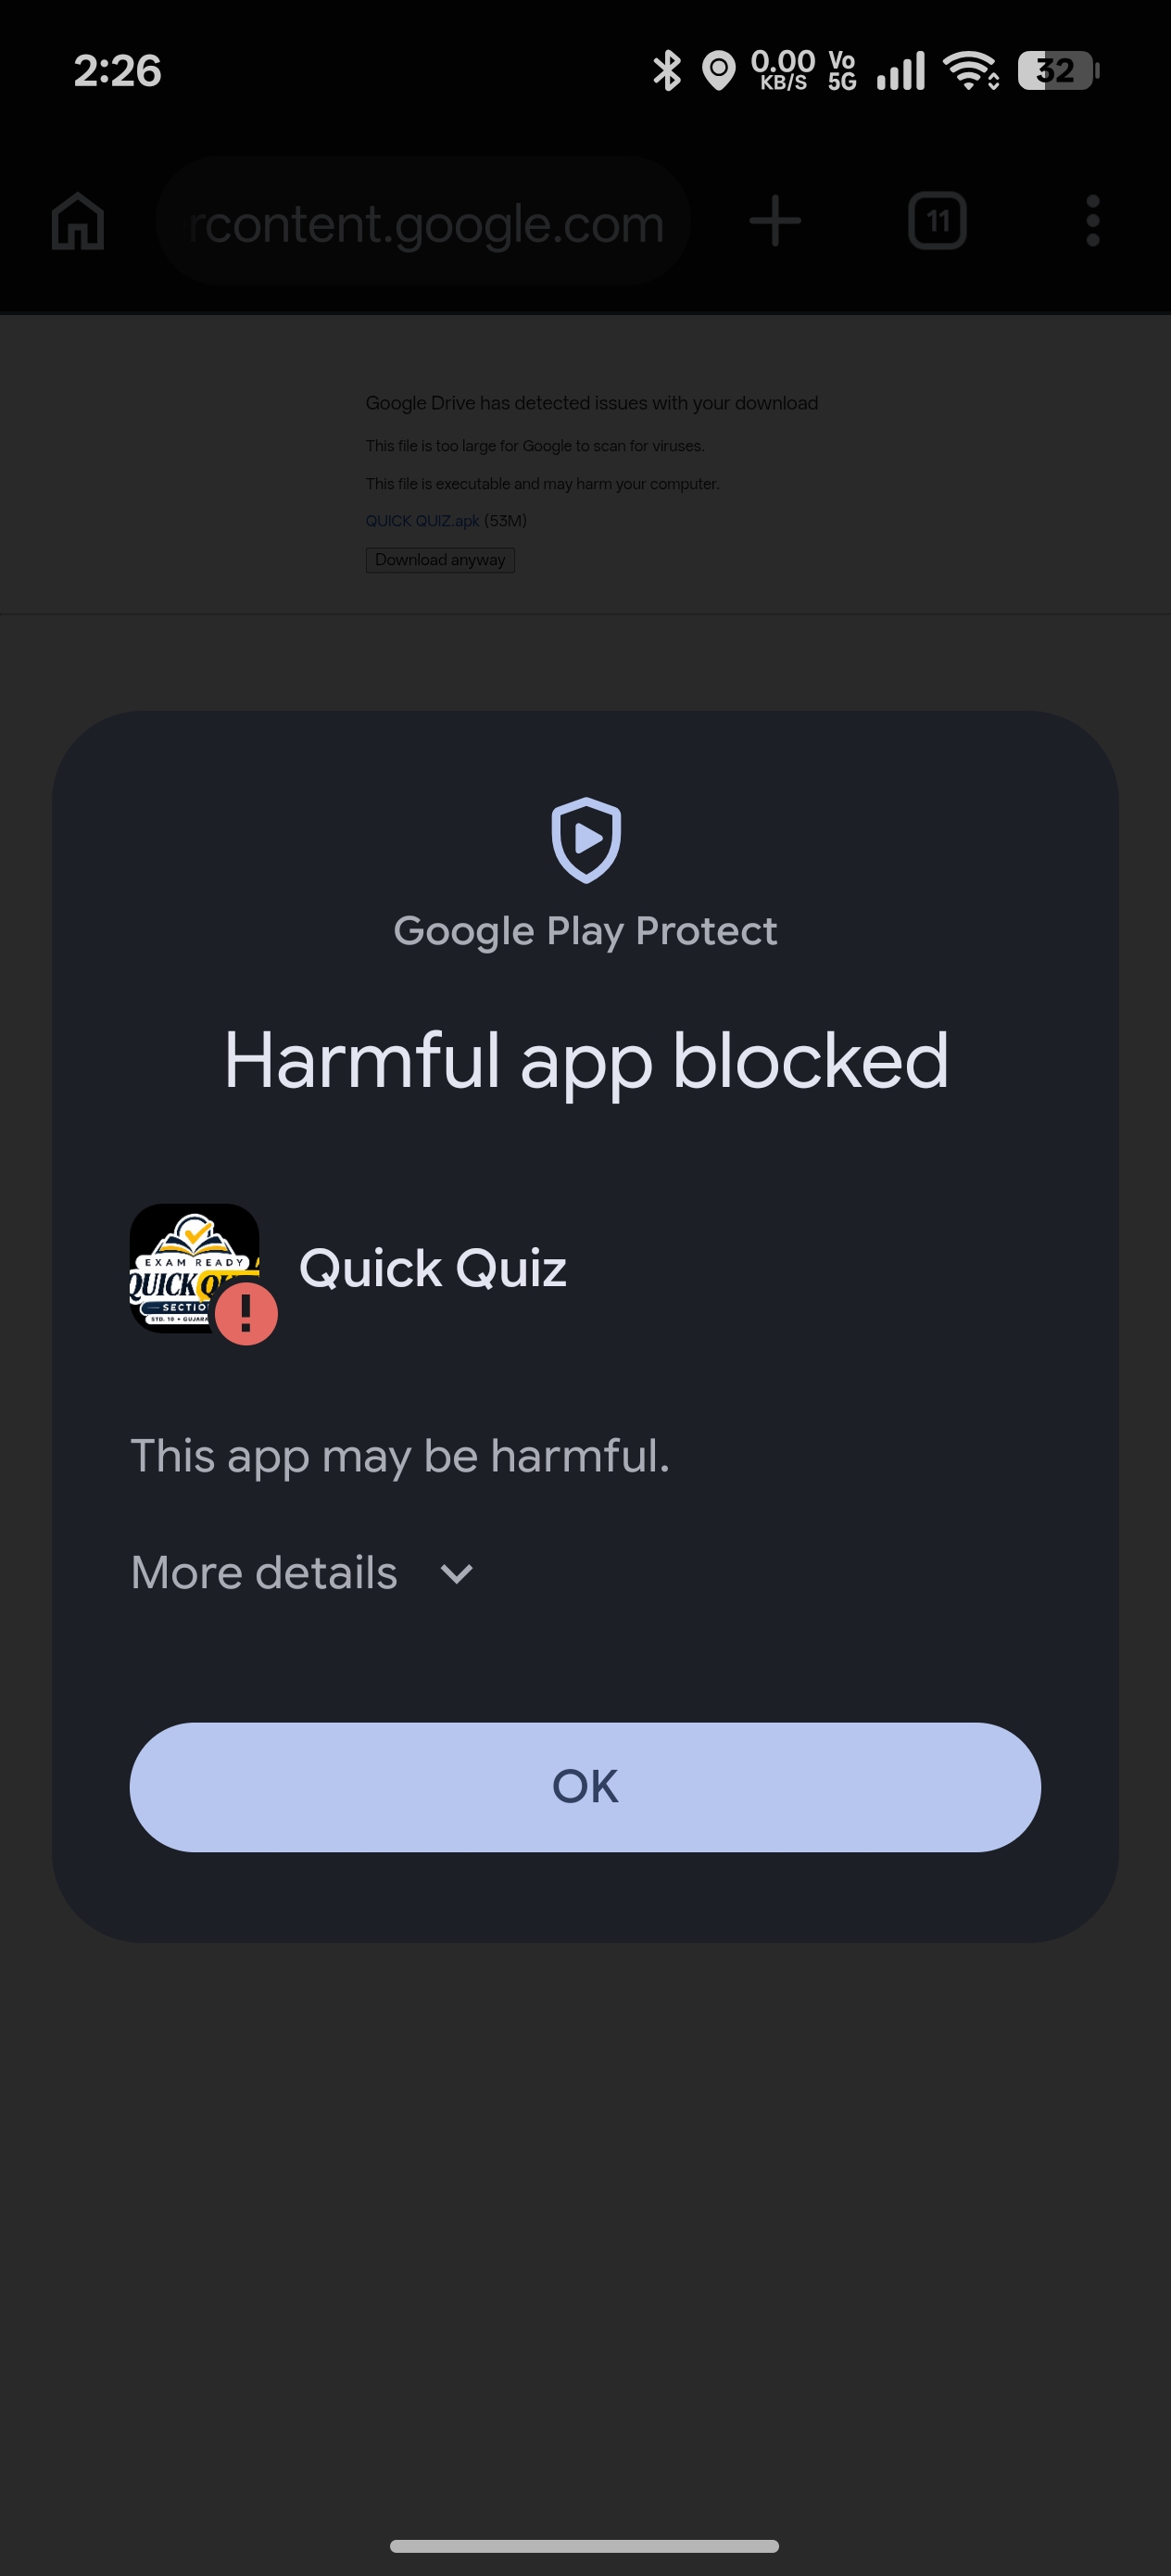 2:26
0.00
KB/S
Vo
5G
32
rcontent.google.com
11
Google Drive has detected issues with your download
This file is too large for Google to scan for viruses.
This file is executable and may harm your computer.
QUICK QUIZ.apk (53M)
Download anyway
Google Play Protect
Harmful app blocked
EXAM READY
QUICK
Quick Quiz
This app may be harmful.
More details
OK